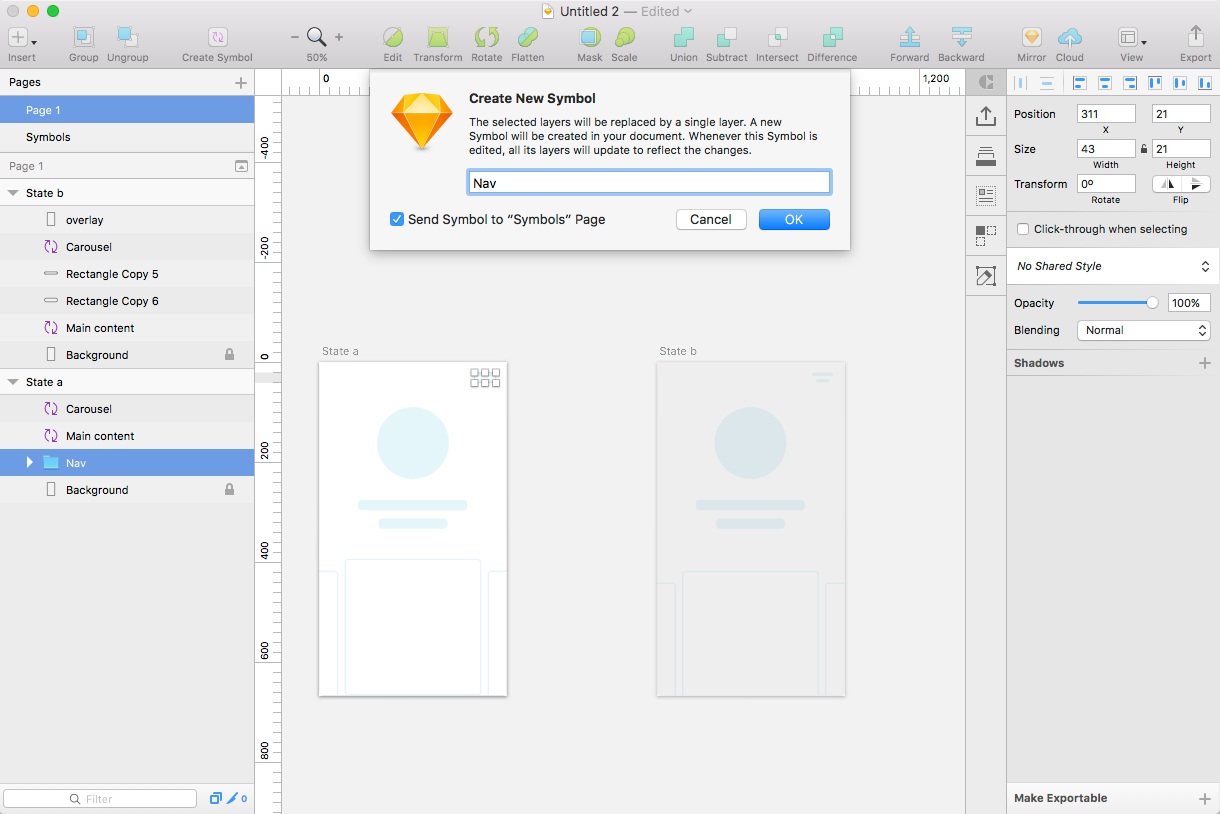 Untitled 2 — Edited
Insert
Group
Ungroup
Create Symbol
50%
Edit
Transform
Rotate
Flatten
Mask
Scale
Union
Subtract
Intersect
Difference
Forward
Backward
Mirror
Cloud
View
Export
Pages
Page 1
Symbols
Page 1
State b
overlay
Carousel
Rectangle Copy 5
Rectangle Copy 6
Main content
Background
State a
Carousel
Main content
Nav
Background
Filter
0
0
1,200
-400
-200
0
200
400
600
800
Create New Symbol
The selected layers will be replaced by a single layer. A new
Symbol will be created in your document. Whenever this Symbol is
edited, all its layers will update to reflect the changes.
Nav
Send Symbol to “Symbols” Page
Cancel
OK
State a
State b
Position
311
21
X
Y
Size
43
21
Width
Height
Transform
0º
Rotate
Flip
Click-through when selecting
No Shared Style
Opacity
100%
Blending
Normal
Shadows
Make Exportable